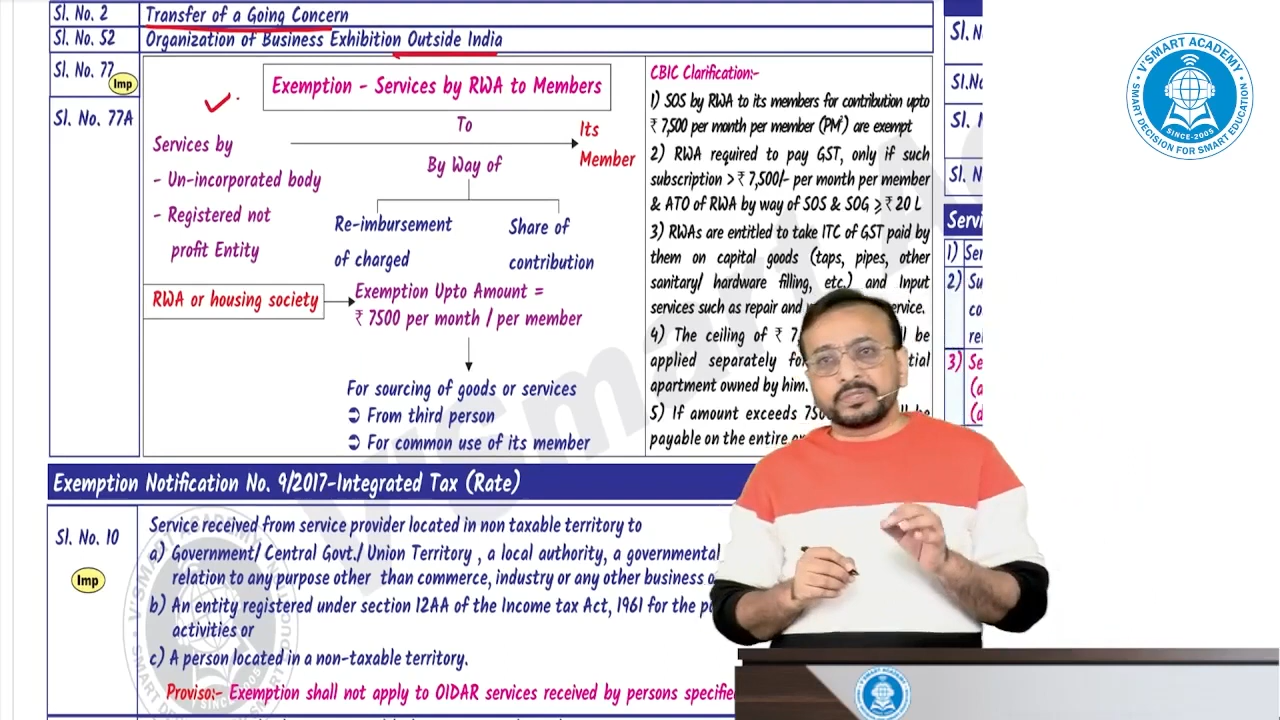 Sl. No. 2 Transfer of a Going Concern
Sl. No. 52 Organization of Business Exhibition Outside India
Sl. No. 77
Imp
Sl. No. 77A
Exemption - Services by RWA to Members
Services by
- Un-incorporated body
- Registered not
profit Entity
To
Its
Member
By Way of
Re-imbursement
of charged
Share of
contribution
RWA or housing society
Exemption Upto Amount =
₹ 7500 per month / per member
For sourcing of goods or services
➲ From third person
➲ For common use of its member
CBIC Clarification:-
1) SOS by RWA to its members for contribution upto
₹ 7,500 per month per member (PM²) are exempt
2) RWA required to pay GST, only if such
subscription > ₹ 7,500/- per month per member
& ATO of RWA by way of SOS & SOG ⩾ ₹ 20 L
3) RWAs are entitled to take ITC of GST paid by
them on capital goods (taps, pipes, other
sanitary/ hardware filling, etc.) and Input
services such as repair and
4) The ceiling of ₹ be
applied separately
apartment owned by him.
5) If amount exceeds
payable on the entire
Exemption Notification No. 9/2017-Integrated Tax (Rate)
Sl. No. 10
Imp
Service received from service provider located in non taxable territory to
a) Government/ Central Govt./ Union Territory , a local authority, a governmental
relation to any purpose other than commerce, industry or any other business
b) An entity registered under section 12AA of the Income tax Act, 1961 for the
activities or
c) A person located in a non-taxable territory.
Proviso:- Exemption shall not apply to OIDAR services received by persons
Sl.
Sl.
Sl.
Sl.
1)
2)
3)
V'SMART ACADEMY
SMART DECISION FOR SMART EDUCATION.
SINCE-2005